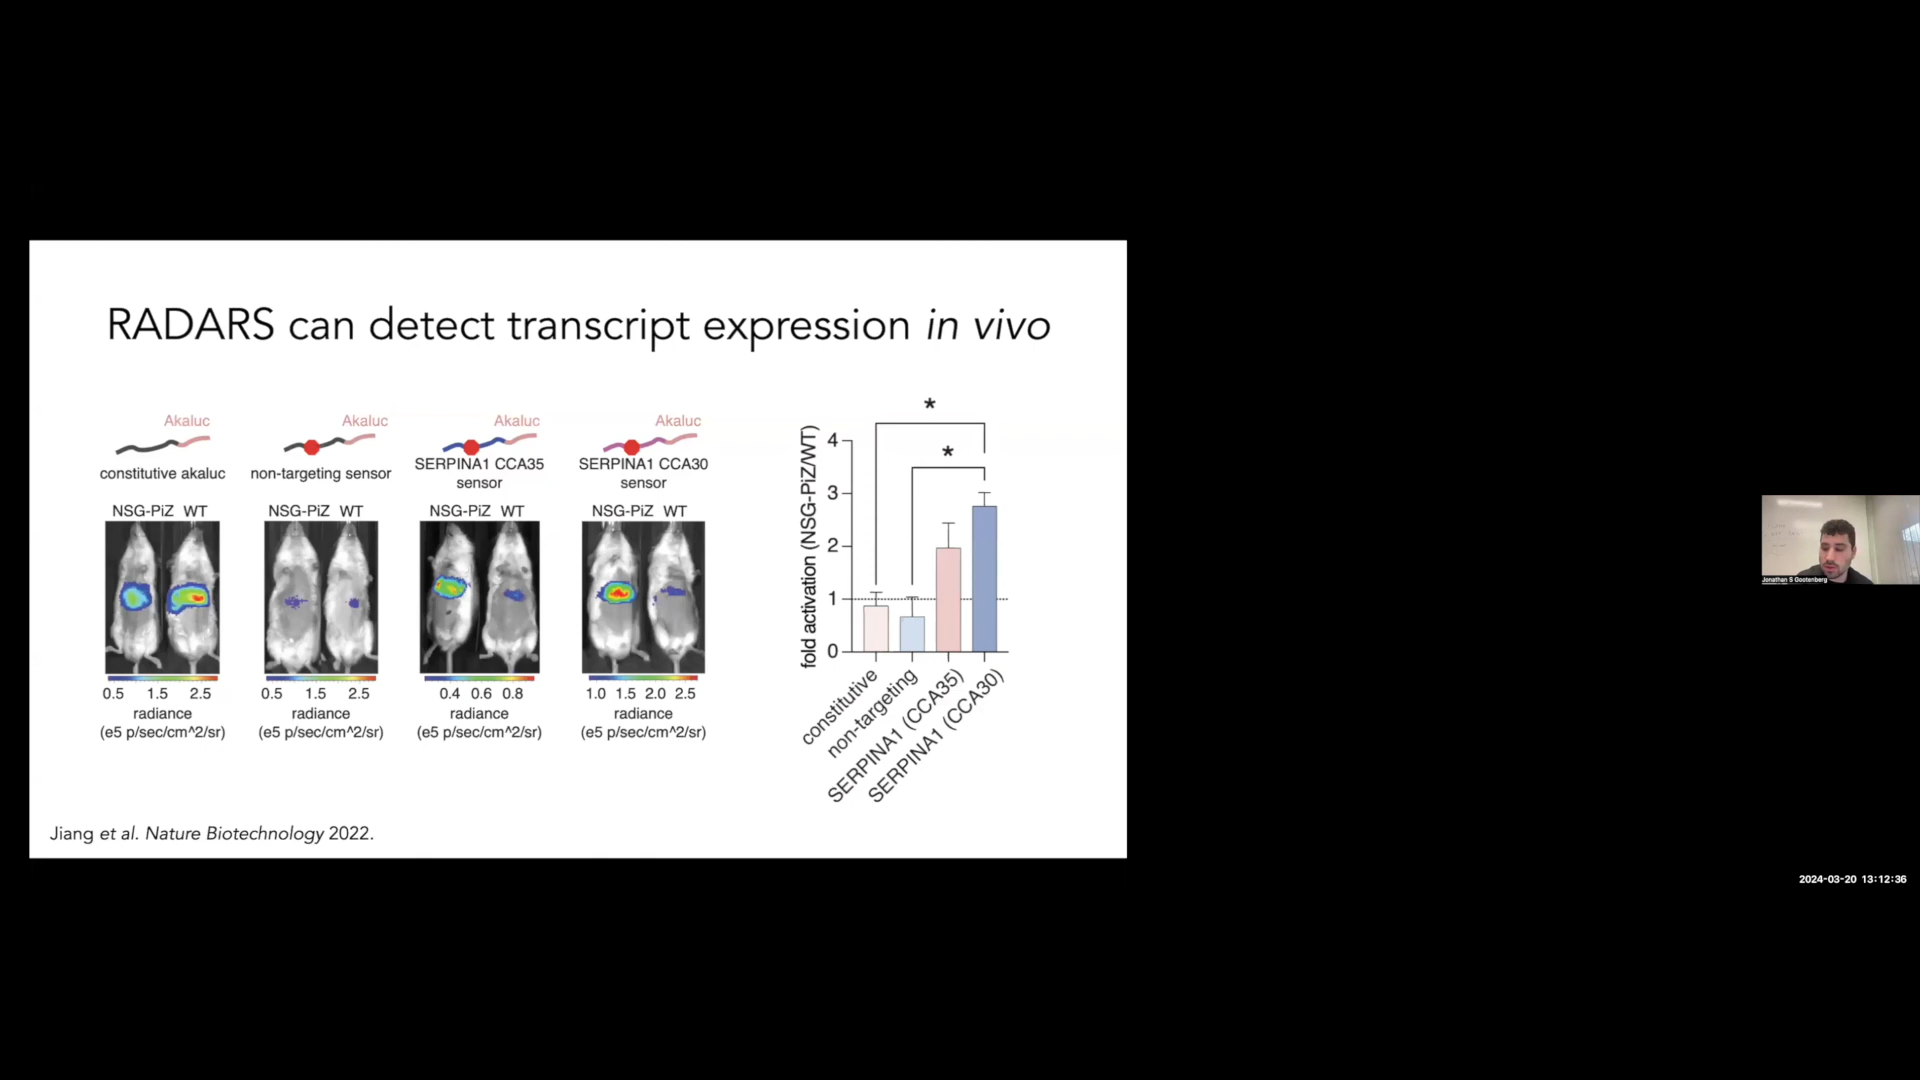 RADARS can detect transcript expression in vivo
Akaluc
Akaluc
Akaluc
Akaluc
constitutive akaluc
non-targeting sensor
SERPINA1 CCA35
sensor
SERPINA1 CCA30
sensor
NSG-PiZ WT
NSG-PiZ WT
NSG-PiZ WT
NSG-PiZ WT
0.5 1.5 2.5
0.5 1.5 2.5
0.4 0.6 0.8
1.0 1.5 2.0 2.5
radiance
(e5 p/sec/cm^2/sr)
radiance
(e5 p/sec/cm^2/sr)
radiance
(e5 p/sec/cm^2/sr)
radiance
(e5 p/sec/cm^2/sr)
fold activation (NSG-PiZ/WT)
4
3
2
1
0
*
*
constitutive
non-targeting
SERPINA1 (CCA35)
SERPINA1 (CCA30)
Jiang et al. Nature Biotechnology 2022.
Jonathan S Gootenberg
2024-03-20 13:12:36